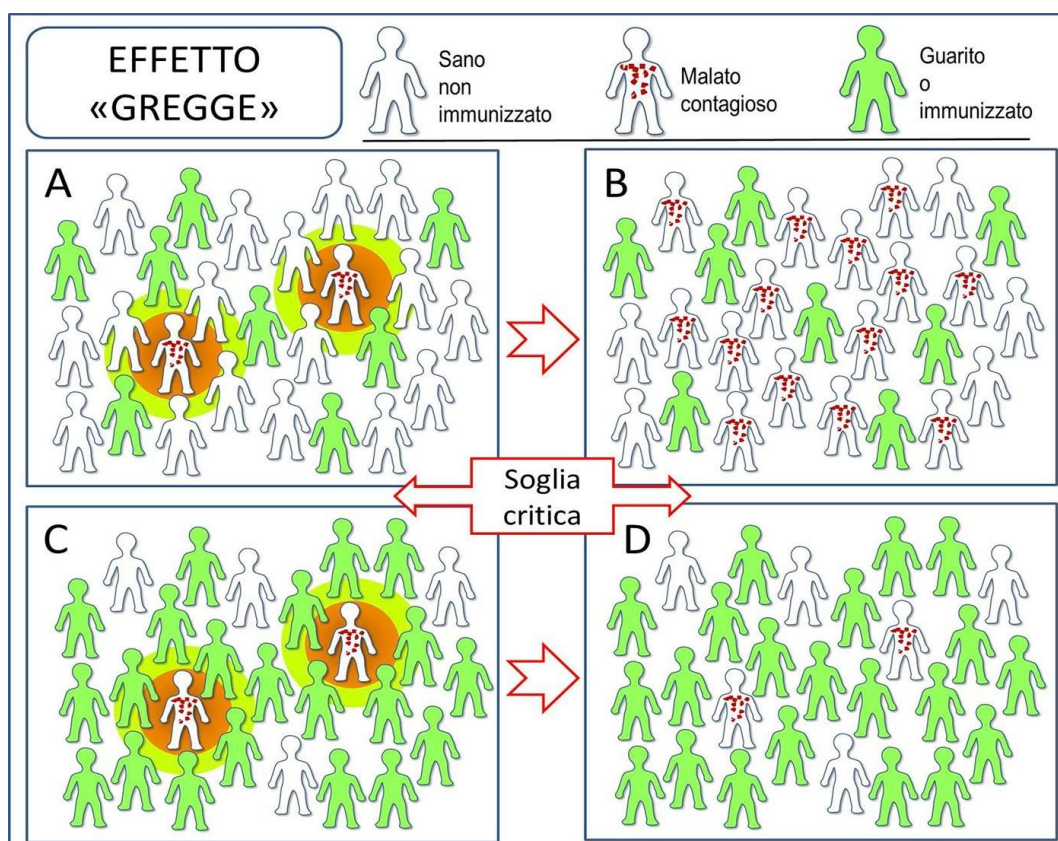 EFFETTO
«GREGGE»
Sano
non
immunizzato
Malato
contagioso
Guarito
o
immunizzato
A
B
Soglia
critica
C
D